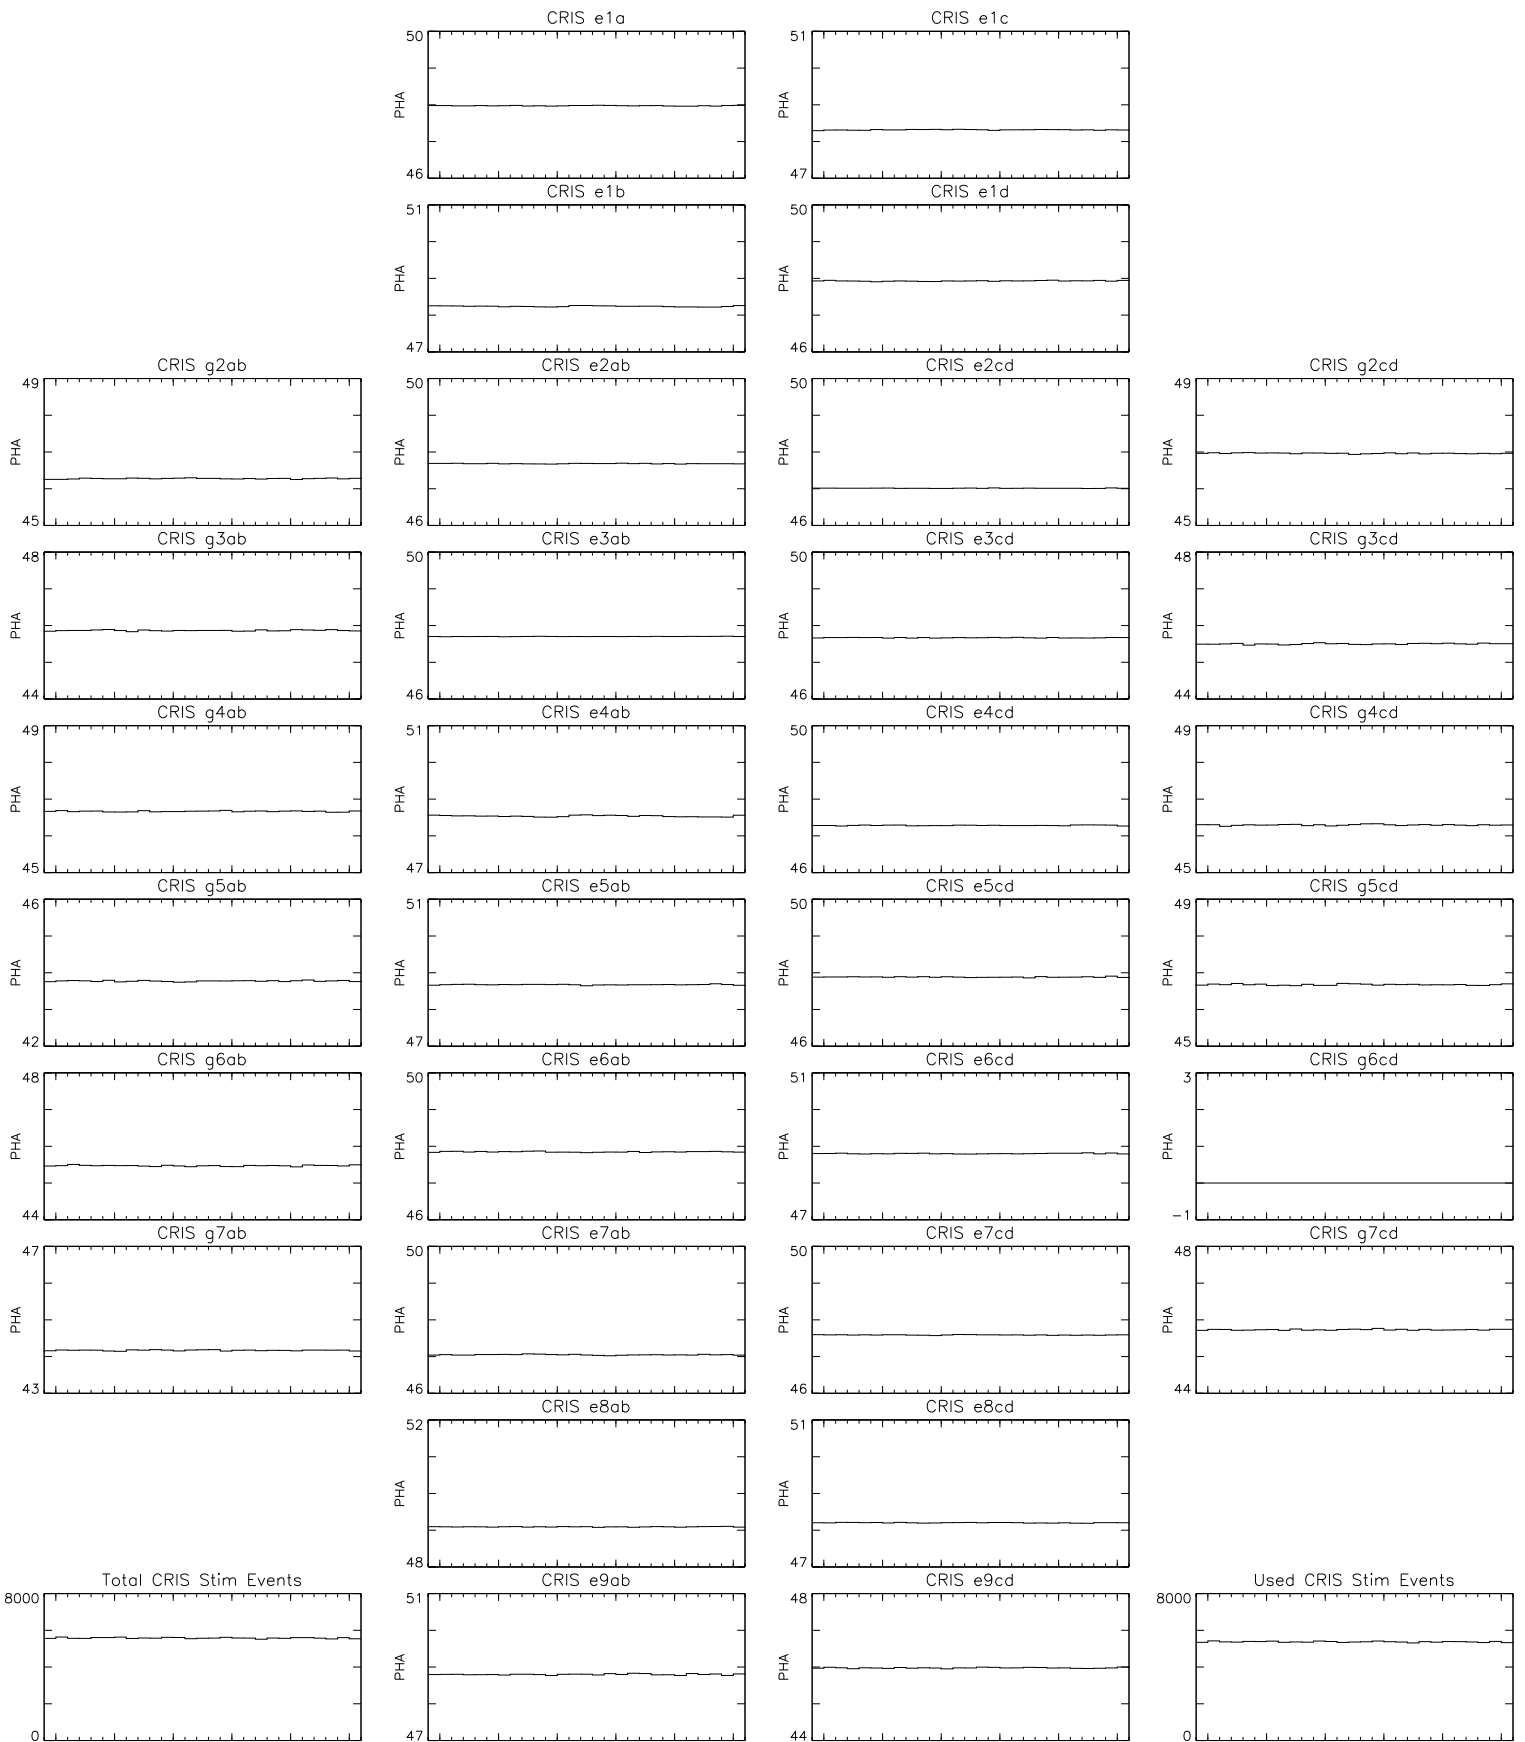 CRIS e1a
CRIS e1c
50
PHA
46
51
PHA
47
CRIS e1b
CRIS e1d
51
PHA
47
50
PHA
46
CRIS g2ab
CRIS e2ab
CRIS e2cd
CRIS g2cd
49
PHA
45
50
PHA
46
50
PHA
46
49
PHA
45
CRIS g3ab
CRIS e3ab
CRIS e3cd
CRIS g3cd
48
PHA
44
50
PHA
46
50
PHA
46
48
PHA
44
CRIS g4ab
CRIS e4ab
CRIS e4cd
CRIS g4cd
49
PHA
45
51
PHA
47
50
PHA
46
49
PHA
45
CRIS g5ab
CRIS e5ab
CRIS e5cd
CRIS g5cd
46
PHA
42
51
PHA
47
50
PHA
46
49
PHA
45
CRIS g6ab
CRIS e6ab
CRIS e6cd
CRIS g6cd
48
PHA
44
50
PHA
46
51
PHA
47
3
PHA
-1
CRIS g7ab
CRIS e7ab
CRIS e7cd
CRIS g7cd
47
PHA
43
50
PHA
46
50
PHA
46
48
PHA
44
CRIS e8ab
CRIS e8cd
52
PHA
48
51
PHA
47
Total CRIS Stim Events
CRIS e9ab
CRIS e9cd
Used CRIS Stim Events
8000
0
51
PHA
47
48
PHA
44
8000
0